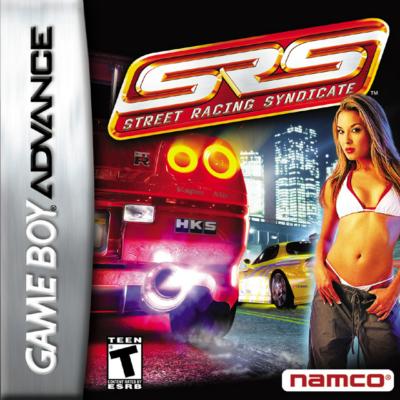 GAME BOY ADVANCE
SRS
STREET RACING SYNDICATE
TM
R
HKS
TEEN
T
CONTENT RATED BY
ESRB
namco®